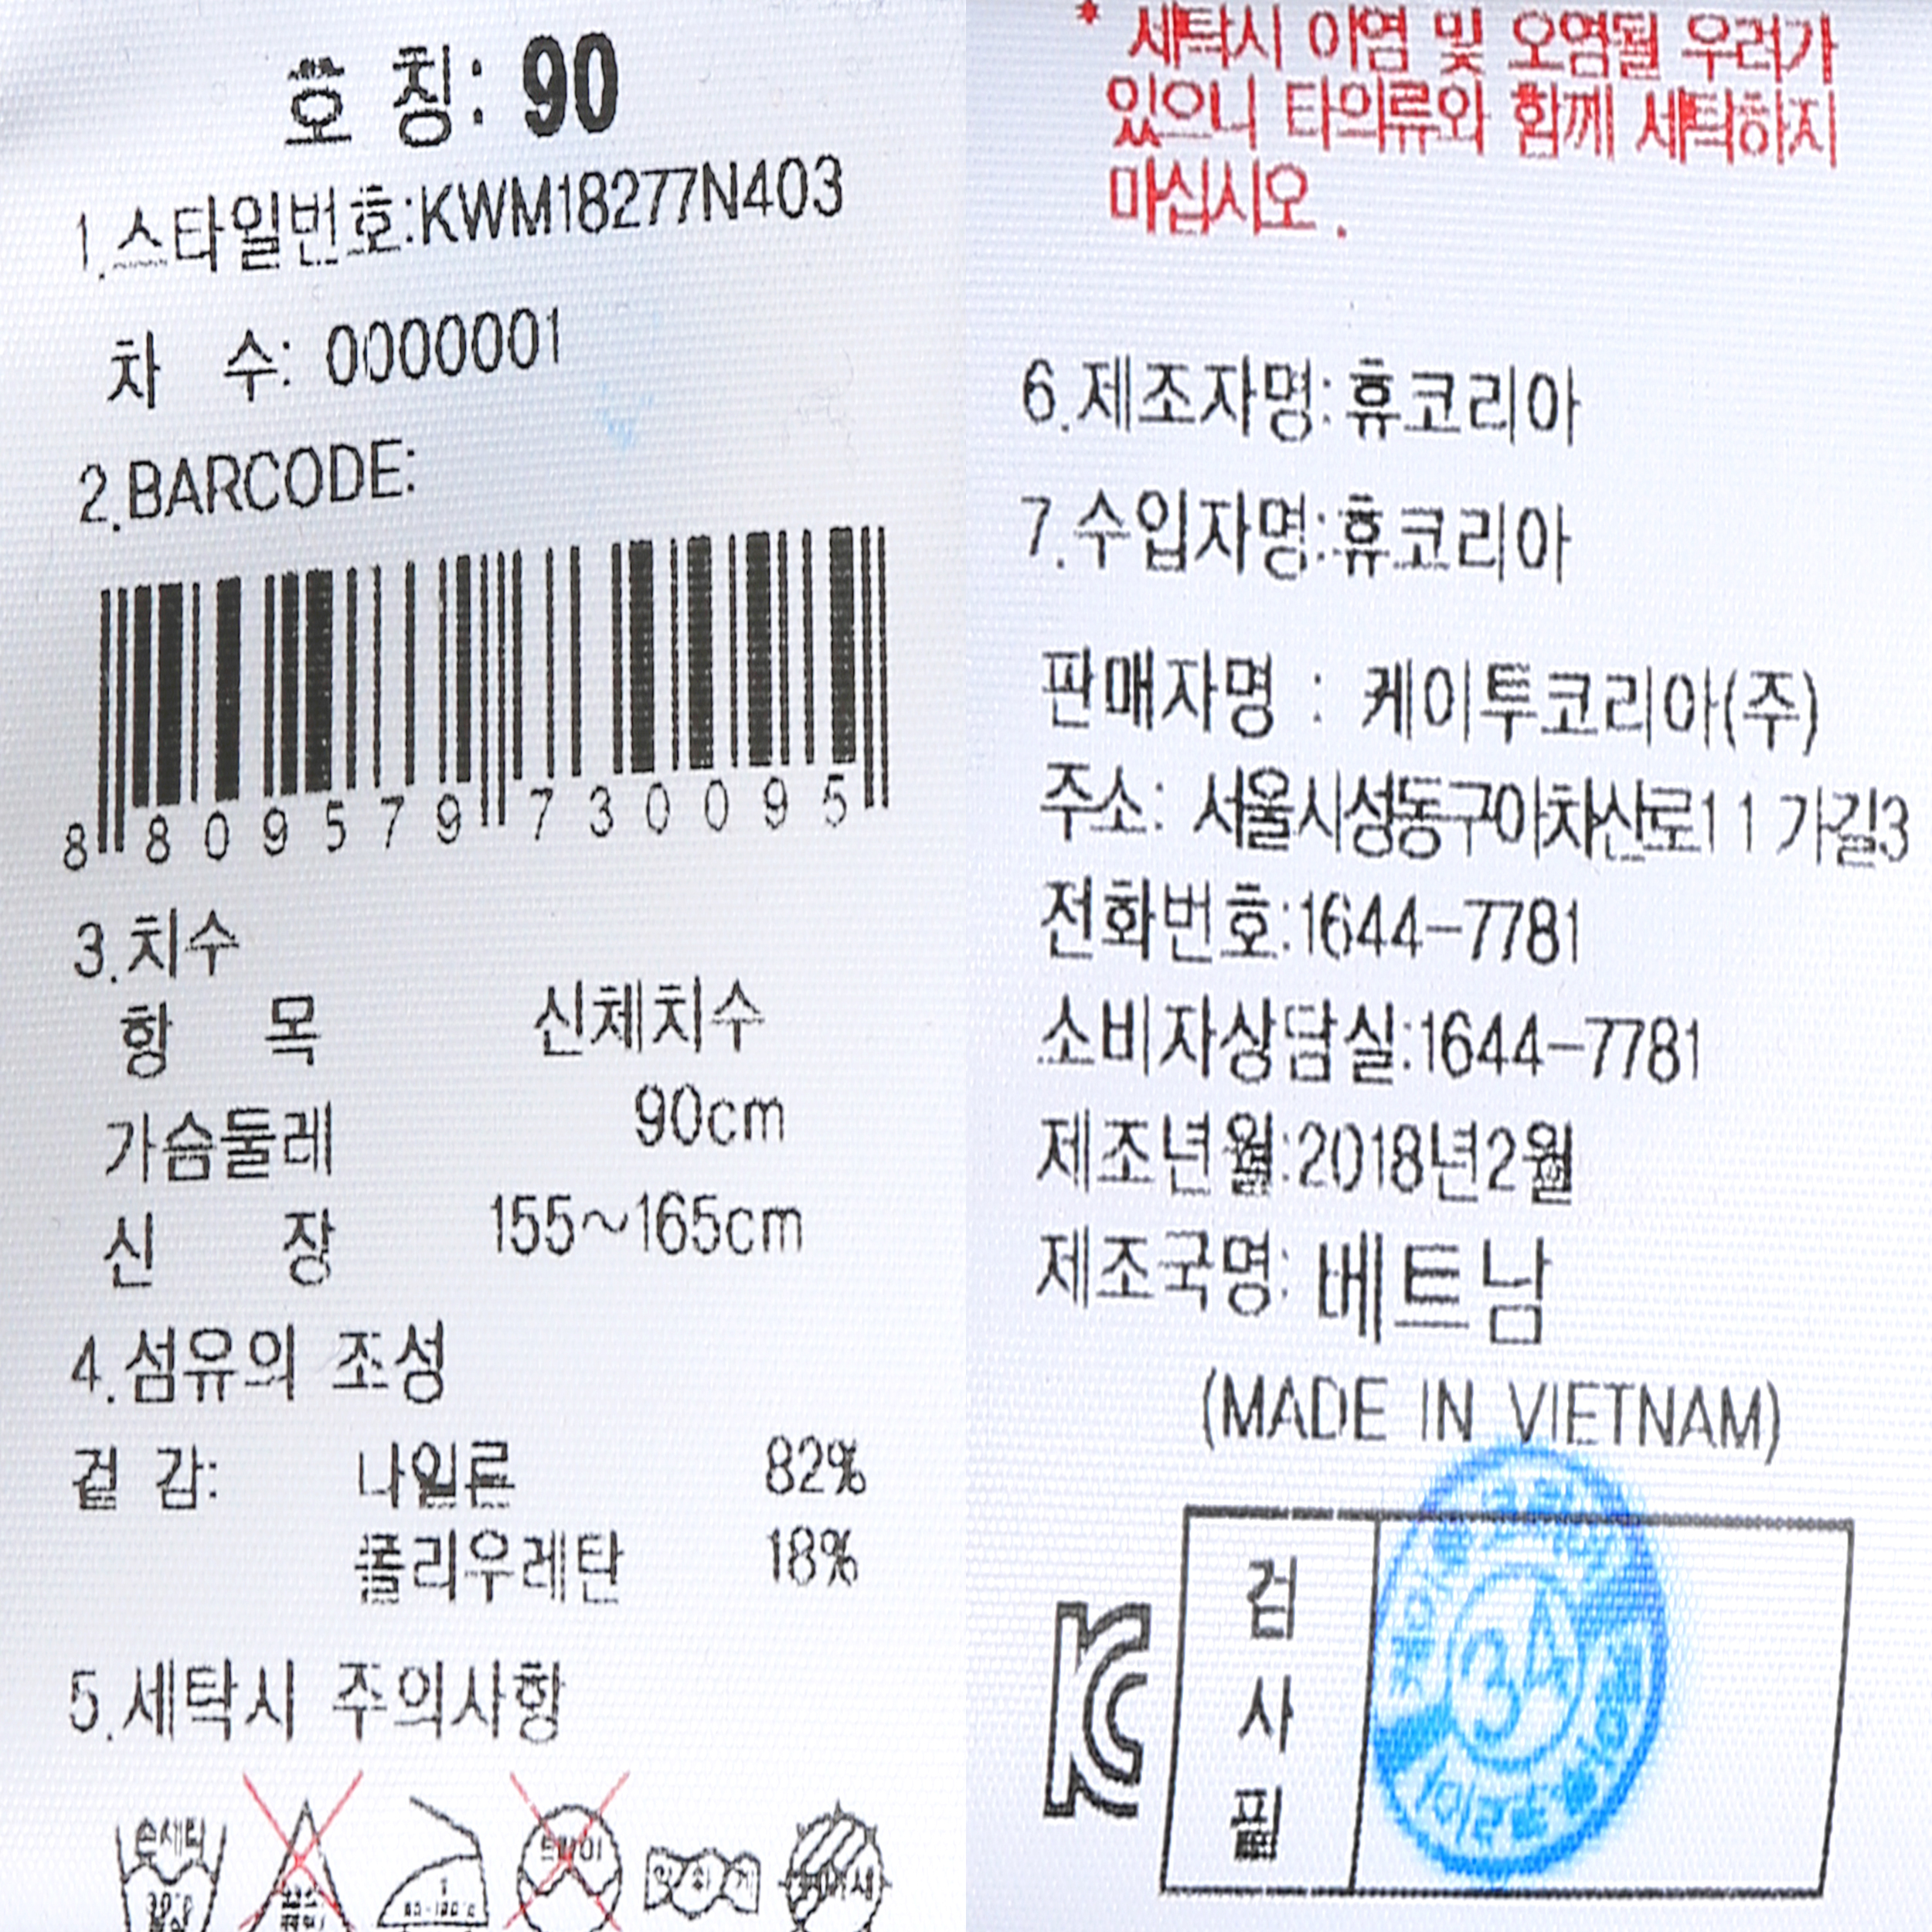 호 칭: 90
1.스타일번호:KWM18277N403
차 수: 0000001
2.BARCODE:
8 809579 730095
3.치수
항 목 신체치수
가슴둘레 90cm
신 장 155~165cm
4.섬유의 조성
겉 감: 나일론 82%
폴리우레탄 18%
5.세탁시 주의사항
손세탁
30℃
드라이
80-120℃
약하게
* 세탁시 이염 및 오염될 우려가
있으니 타의류와 함께 세탁하지
마십시오.
6.제조자명:휴코리아
7.수입자명:휴코리아
판매자명 : 케이투코리아(주)
주소: 서울시성동구아차산로11가길3
전화번호:1644-7781
소비자상담실:1644-7781
제조년월:2018년2월
제조국명: 베트남
(MADE IN VIETNAM)
검
사
필